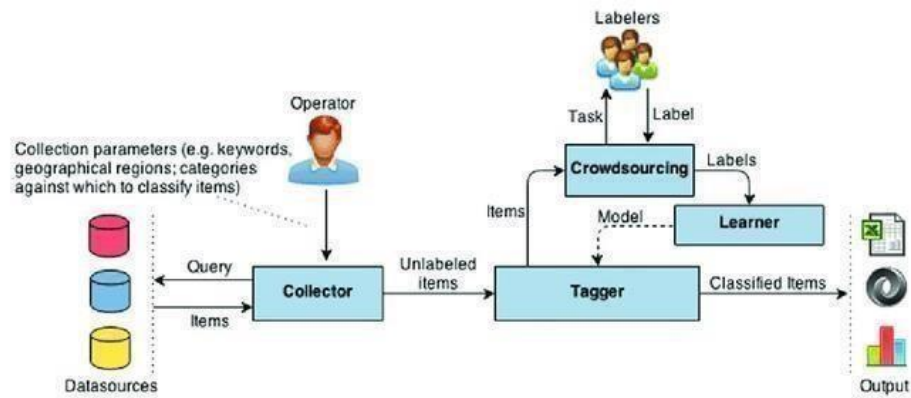 Labelers
Operator
Task
Label
Collection parameters (e.g. keywords,
geographical regions; categories
against which to classify items)
Crowdsourcing
Labels
Items
Model
Learner
Query
Collector
Unlabeled
items
Tagger
Classified Items
Items
Datasources
Output